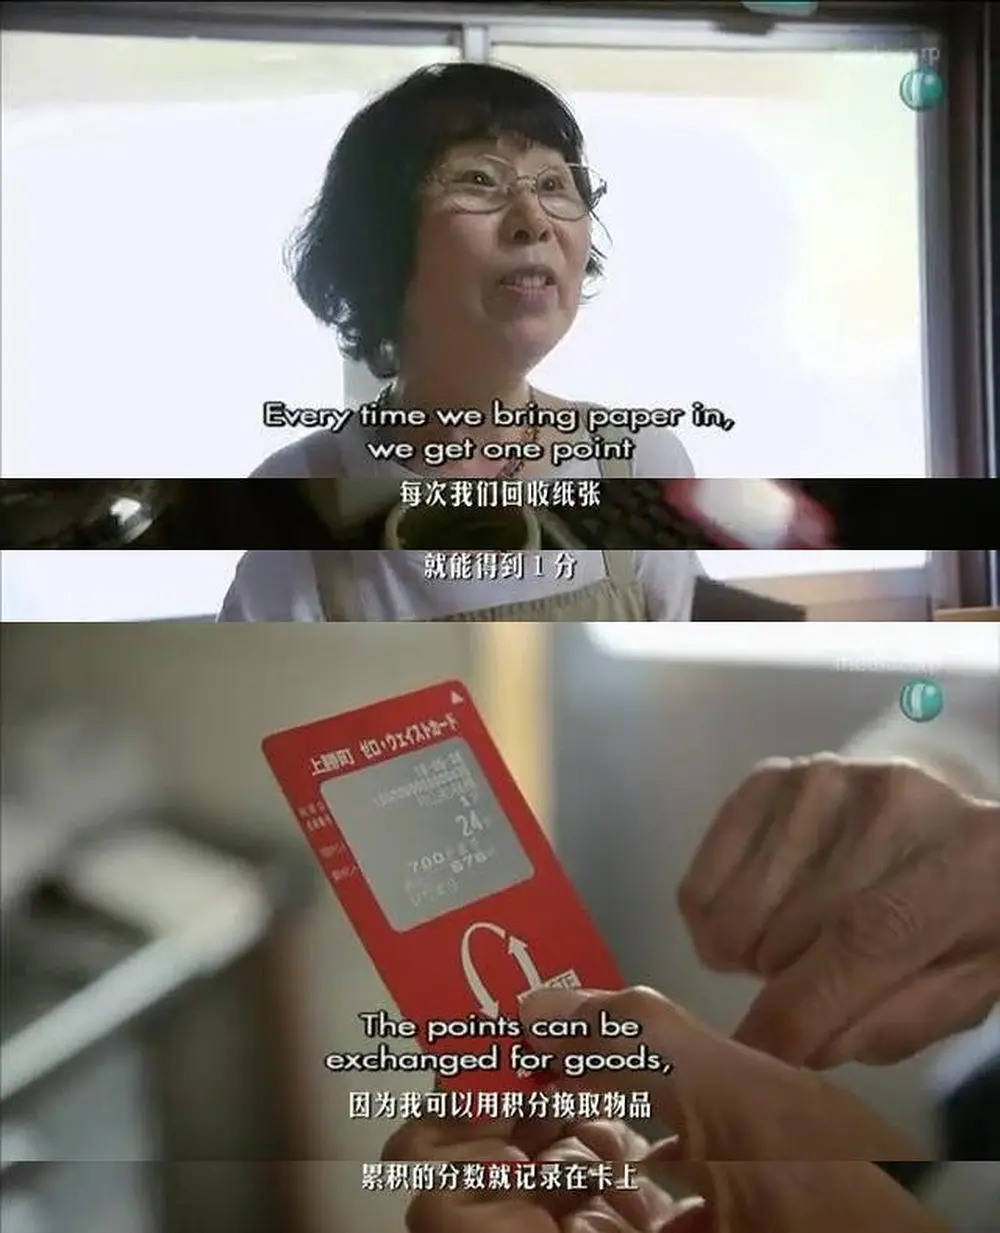 Every time we bring paper in,
we get one point
每次我们回收纸张
就能得到 1 分
上勝町 ゼロ・ウェイストカード
24
700
The points can be
exchanged for goods,
因为我可以用积分换取物品
累积的分数就记录在卡上